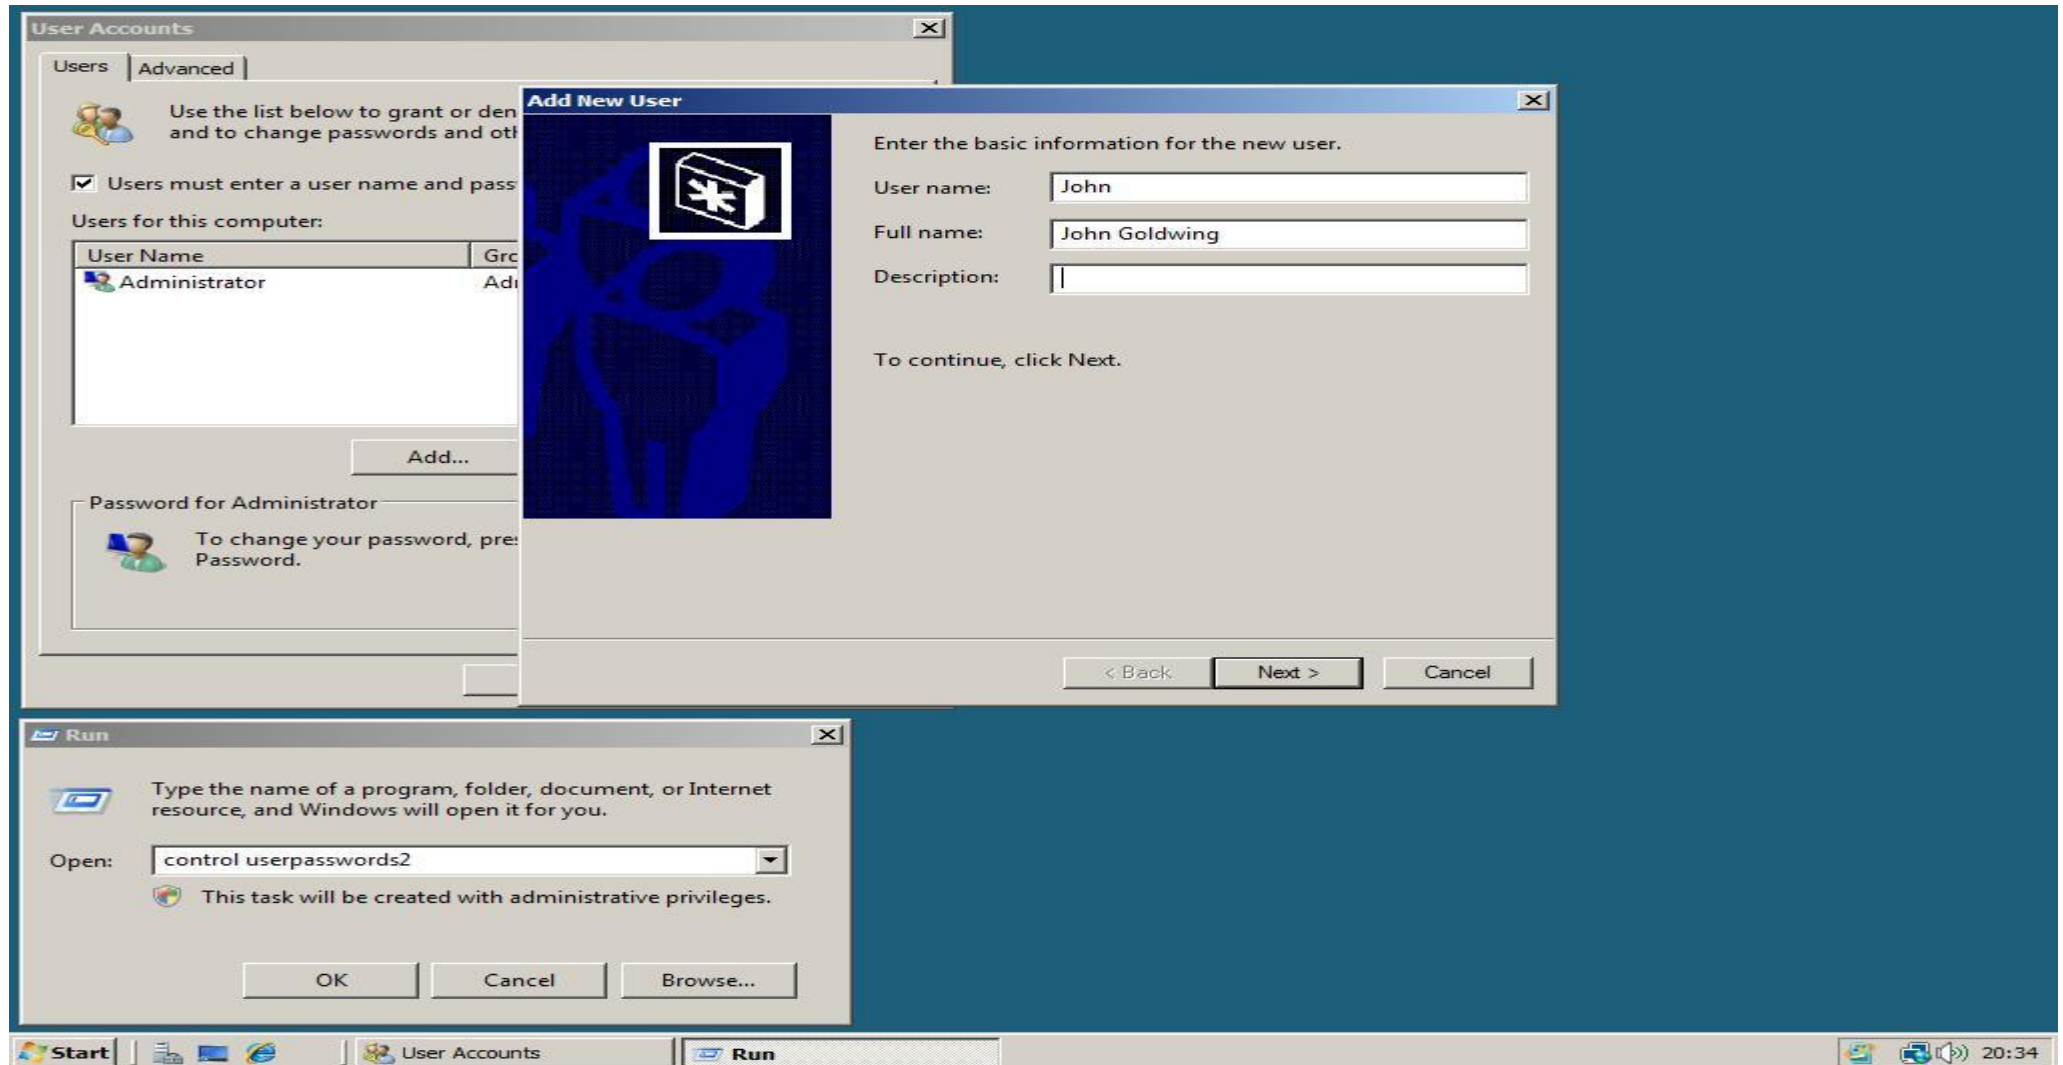 User Accounts
Users
Advanced
Use the list below to grant or den
and to change passwords and oth
Users must enter a user name and pass
Users for this computer:
User Name
Administrator
Add...
Password for Administrator
To change your password, pres
Password.
Add New User
Enter the basic information for the new user.
User name: John
Full name: John Goldwing
Description:
To continue, click Next.
< Back Next > Cancel
Run
Type the name of a program, folder, document, or Internet
resource, and Windows will open it for you.
Open: control userpasswords2
This task will be created with administrative privileges.
OK Cancel Browse...
Start User Accounts Run 20:34